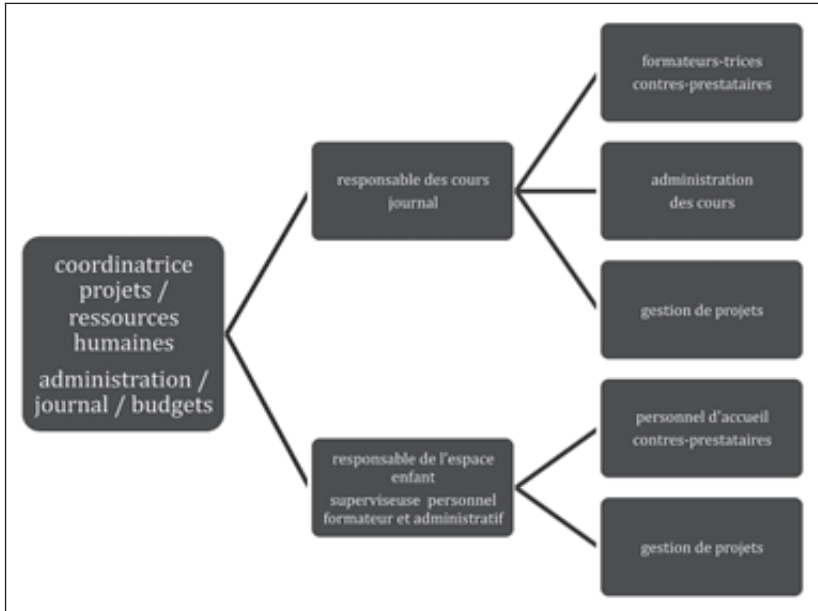 coordinatrice
projets /
ressources
humaines
administration /
journal / budgets
responsable des cours
journal
responsable de l'espace
enfant
superviseuse personnel
formateur et administratif
formateurs-trices
contres-prestataires
administration
des cours
gestion de projets
personnel d'accueil
contres-prestataires
gestion de projets